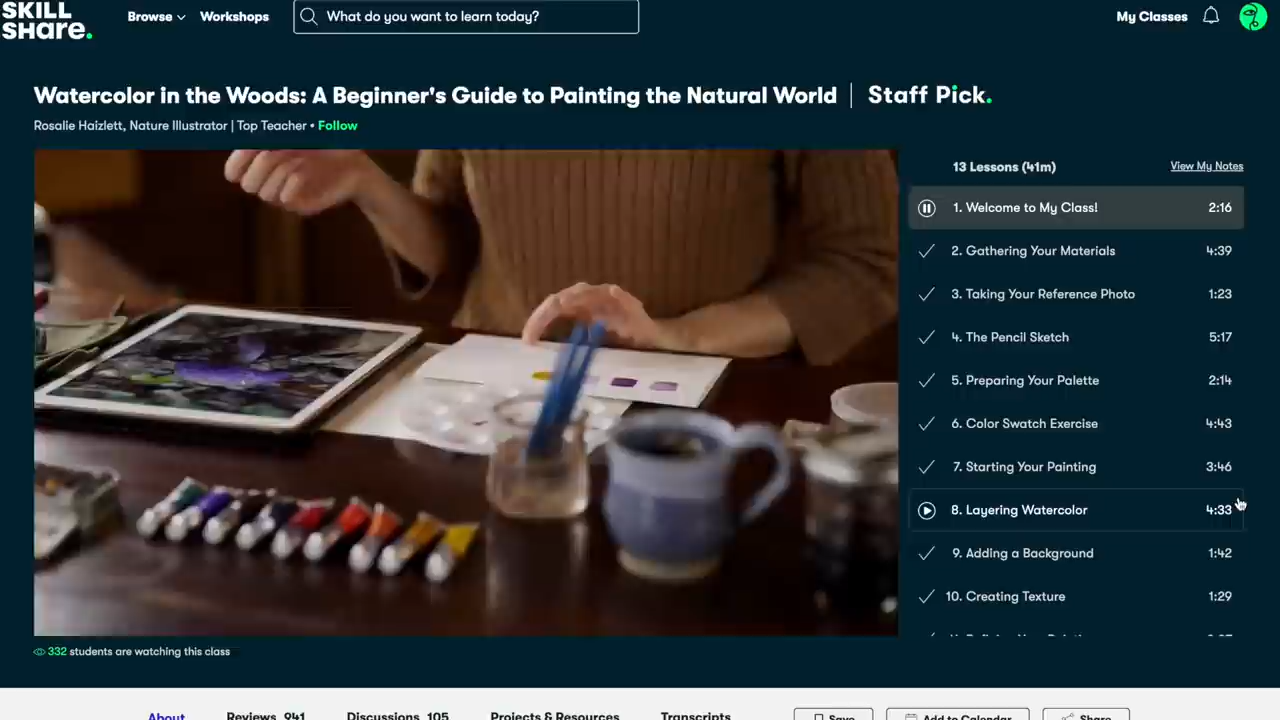 SKILL
SHare.
Browse
Workshops
What do you want to learn today?
My Classes
Watercolor in the Woods: A Beginner's Guide to Painting the Natural World
Staff Pick.
Rosalie Haizlett, Nature Illustrator | Top Teacher • Follow
13 Lessons (41m)
View My Notes
1. Welcome to My Class! 2:16
2. Gathering Your Materials 4:39
3. Taking Your Reference Photo 1:23
4. The Pencil Sketch 5:17
5. Preparing Your Palette 2:14
6. Color Swatch Exercise 4:43
7. Starting Your Painting 3:46
8. Layering Watercolor 4:33
9. Adding a Background 1:42
10. Creating Texture 1:29
332 students are watching this class
About
Reviews 941
Discussions 105
Projects & Resources
Transcripts
Save
Add to Calendar
Share